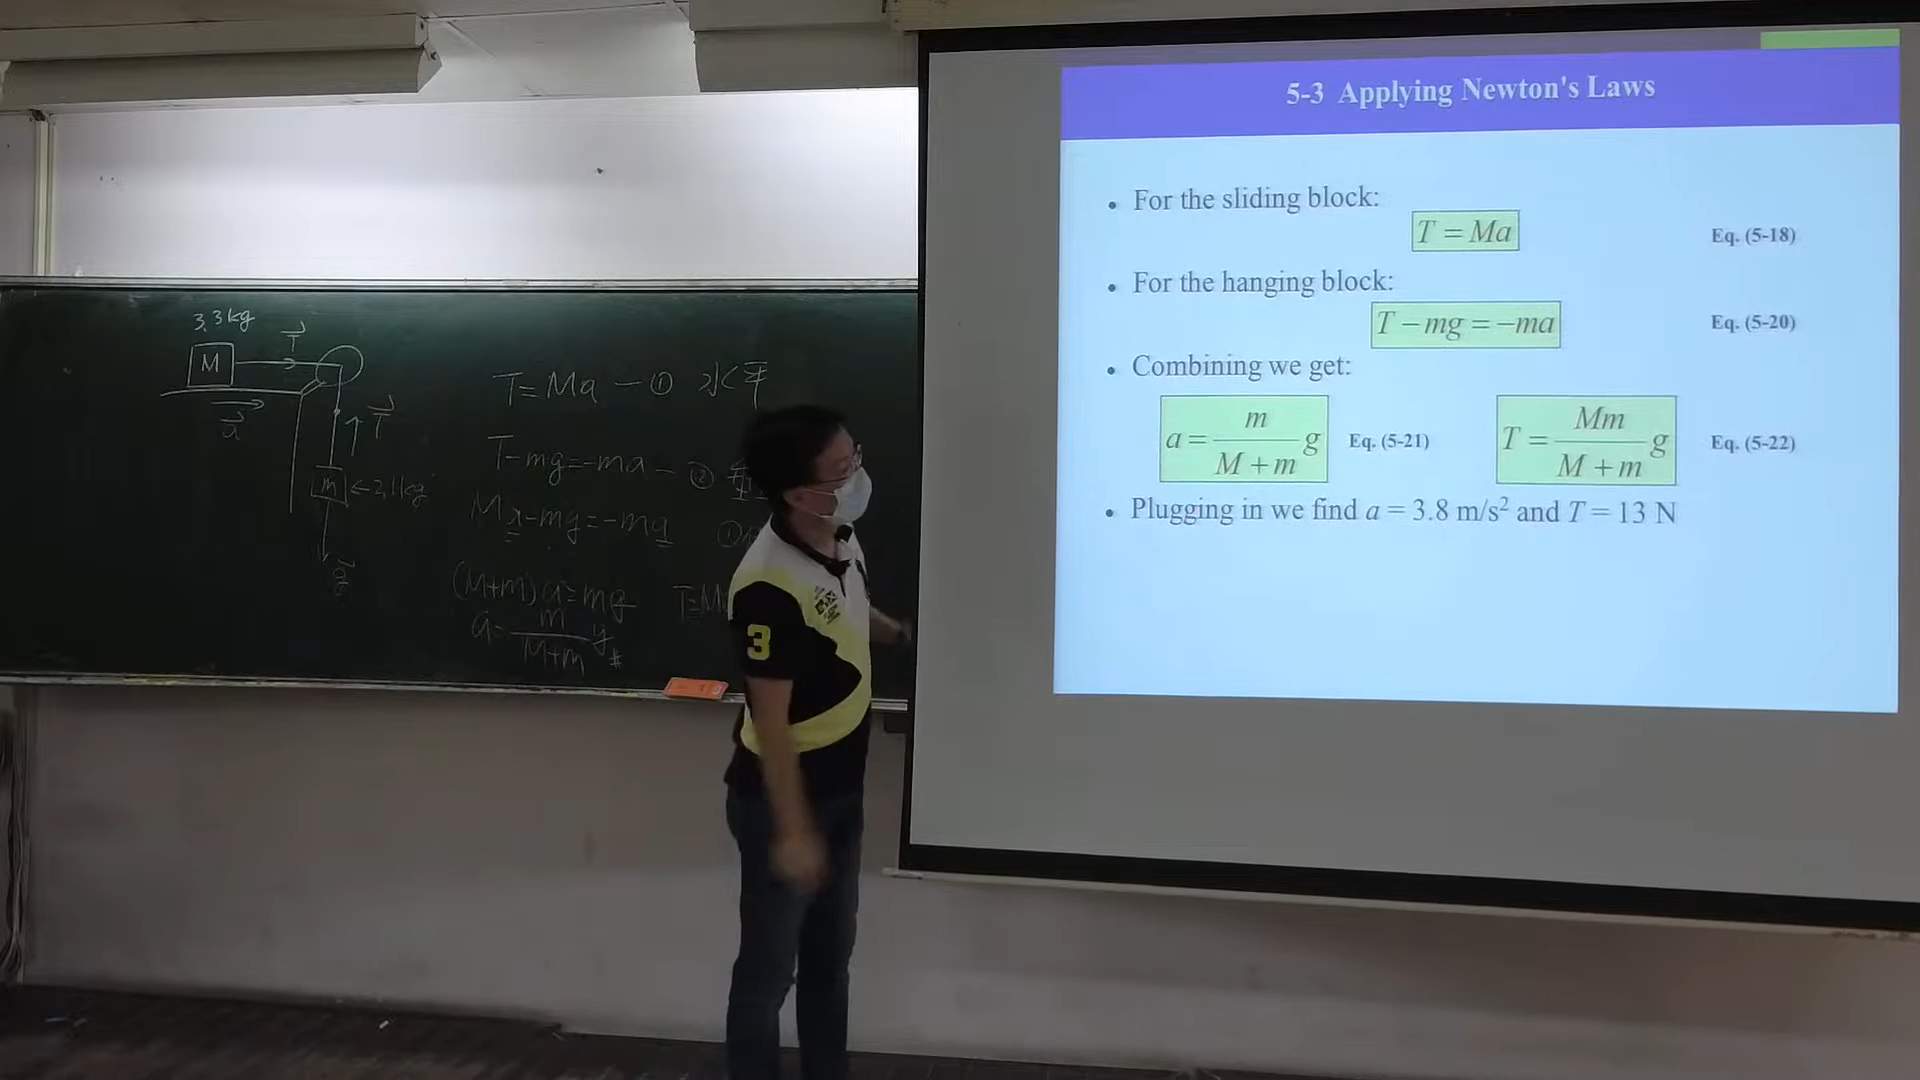 3.3kg
T
M
a
T
m ← 2.1kg
g
T=Ma — ① 水平
T-mg=-ma — ②
Ma-mg=-ma ①
(M+m)a=mg
a=m/M+m g #
3
5-3 Applying Newton's Laws
• For the sliding block:
T = Ma Eq. (5-18)
• For the hanging block:
T − mg = −ma Eq. (5-20)
• Combining we get:
a = m/M + m g Eq. (5-21) T = Mm/M + m g Eq. (5-22)
• Plugging in we find a = 3.8 m/s² and T = 13 N